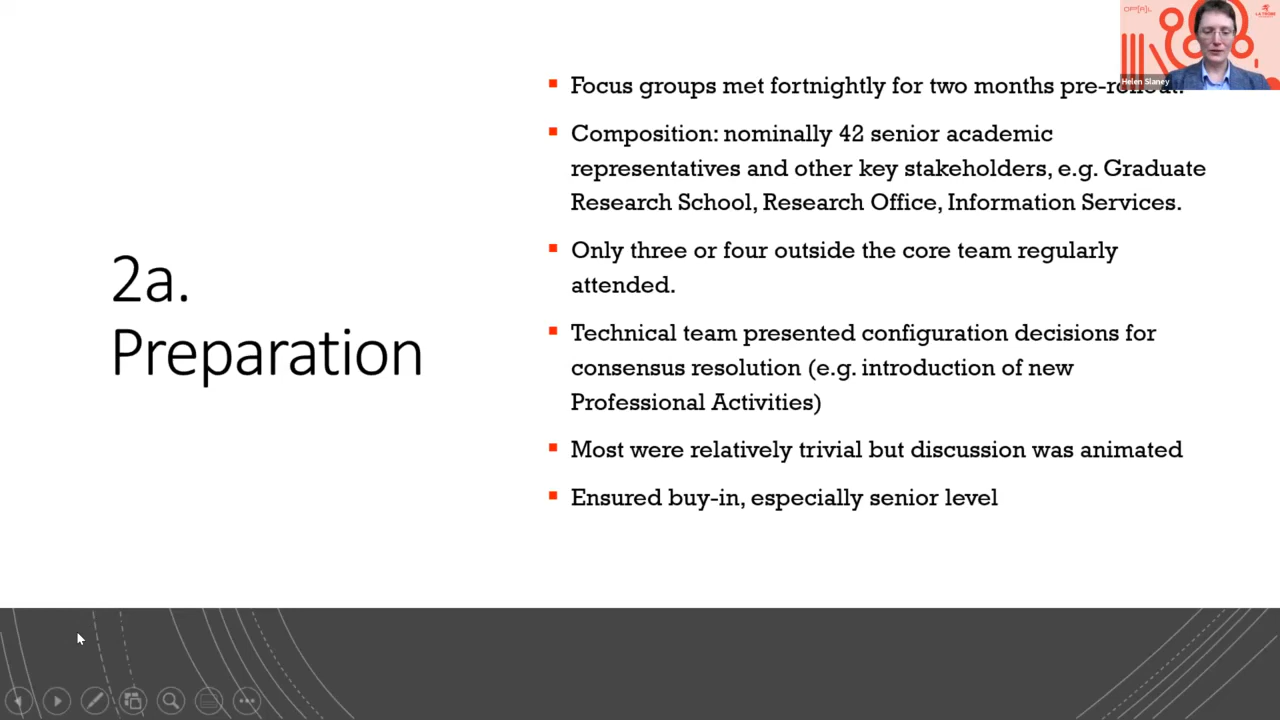 2a.
Preparation
Focus groups met fortnightly for two months pre-rollout.
Composition: nominally 42 senior academic
representatives and other key stakeholders, e.g. Graduate
Research School, Research Office, Information Services.
Only three or four outside the core team regularly
attended.
Technical team presented configuration decisions for
consensus resolution (e.g. introduction of new
Professional Activities)
Most were relatively trivial but discussion was animated
Ensured buy-in, especially senior level
Helen Slaney
LA TROBE